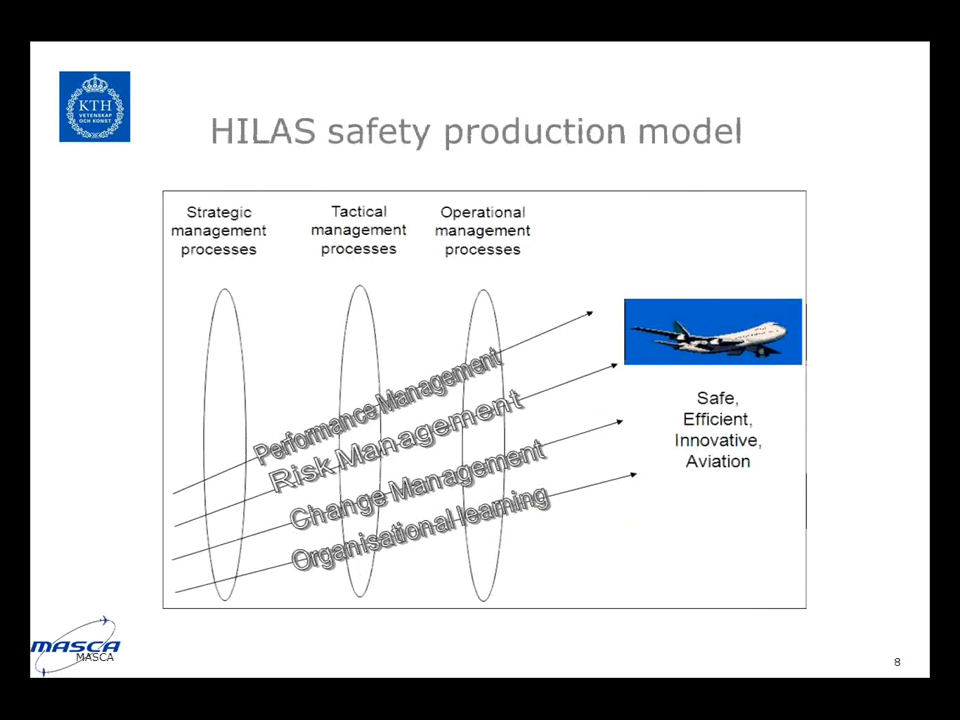 KTH
VETENSKAP
OCH KONST
HILAS safety production model
Strategic
management
processes
Tactical
management
processes
Operational
management
processes
Performance Management
Risk Management
Change Management
Organisational learning
Safe,
Efficient,
Innovative,
Aviation
MASCA
MASCA
8